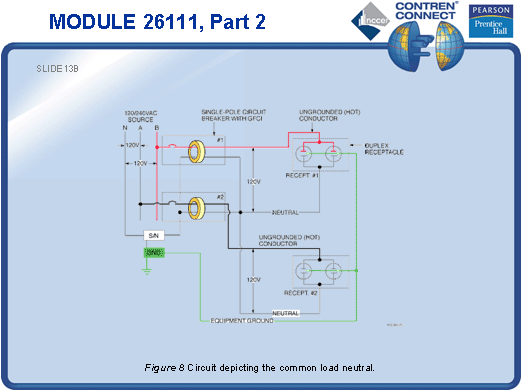 MODULE 26111, Part 2
nccer
CONTREN®
CONNECT
PEARSON
Prentice
Hall
SLIDE 13B
SOURCE
N A B
SINGLE-POLE CIRCUIT
BREAKER WITH GFCI
UNGROUNDED (HOT)
CONDUCTOR
#1
120V
DUPLEX
RECEPTACLE
120V
120V
RECEPT. #1
#2
NEUTRAL
S/N
UNGROUNDED (HOT)
CONDUCTOR
GND
120V
RECEPT. #2
NEUTRAL
EQUIPMENT GROUND
Figure 8 Circuit depicting the common load neutral.